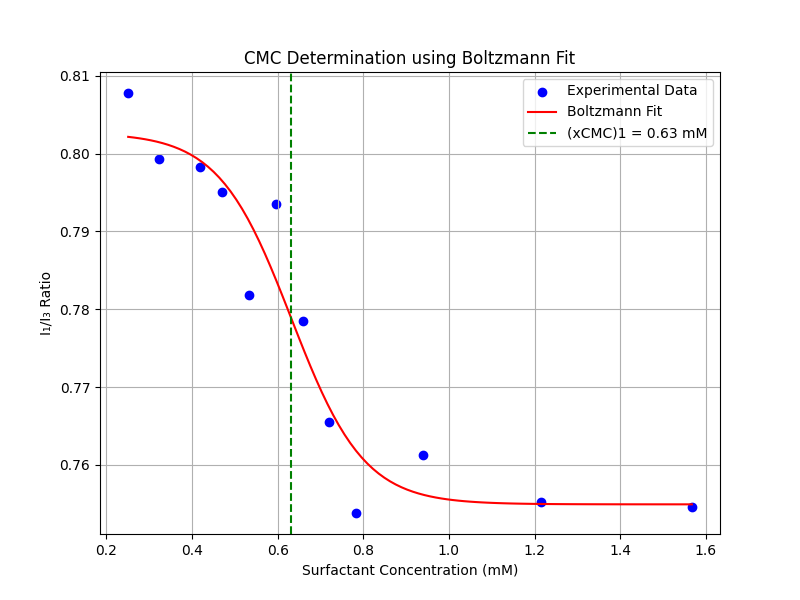 CMC Determination using Boltzmann Fit
Experimental Data
Boltzmann Fit
(xCMC)1 = 0.63 mM
I₁/I₃ Ratio
0.81
0.80
0.79
0.78
0.77
0.76
0.2 0.4 0.6 0.8 1.0 1.2 1.4 1.6
Surfactant Concentration (mM)